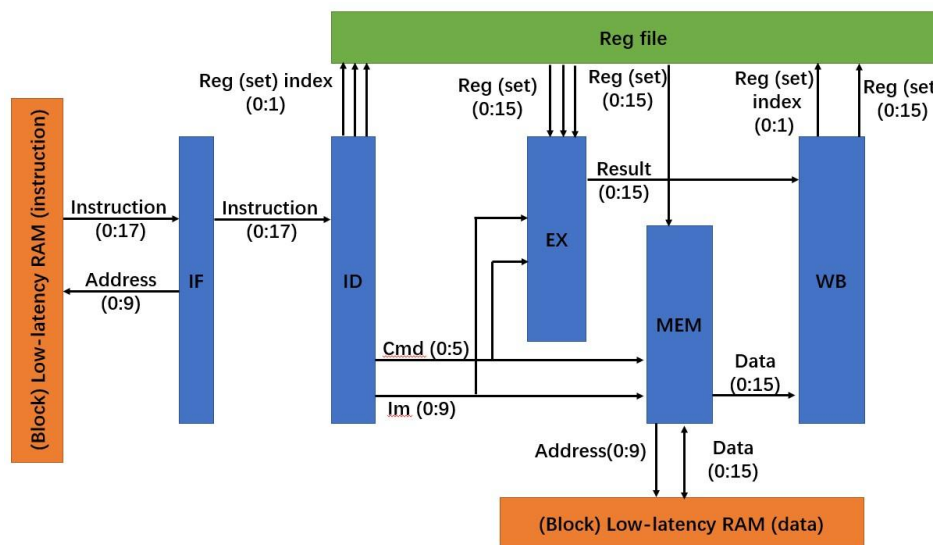 Reg file
Reg (set) index
(0:1)
Reg (set)
(0:15)
Reg (set)
(0:15)
Reg (set)
index
(0:1)
Reg (set
(0:15)
(Block) Low-latency RAM (instruction)
Instruction
(0:17)
Address
(0:9)
IF
Instruction
(0:17)
ID
EX
Result
(0:15)
MEM
WB
Cmd (0:5)
Im (0:9)
Data
(0:15)
Address(0:9)
Data
(0:15)
(Block) Low-latency RAM (data)